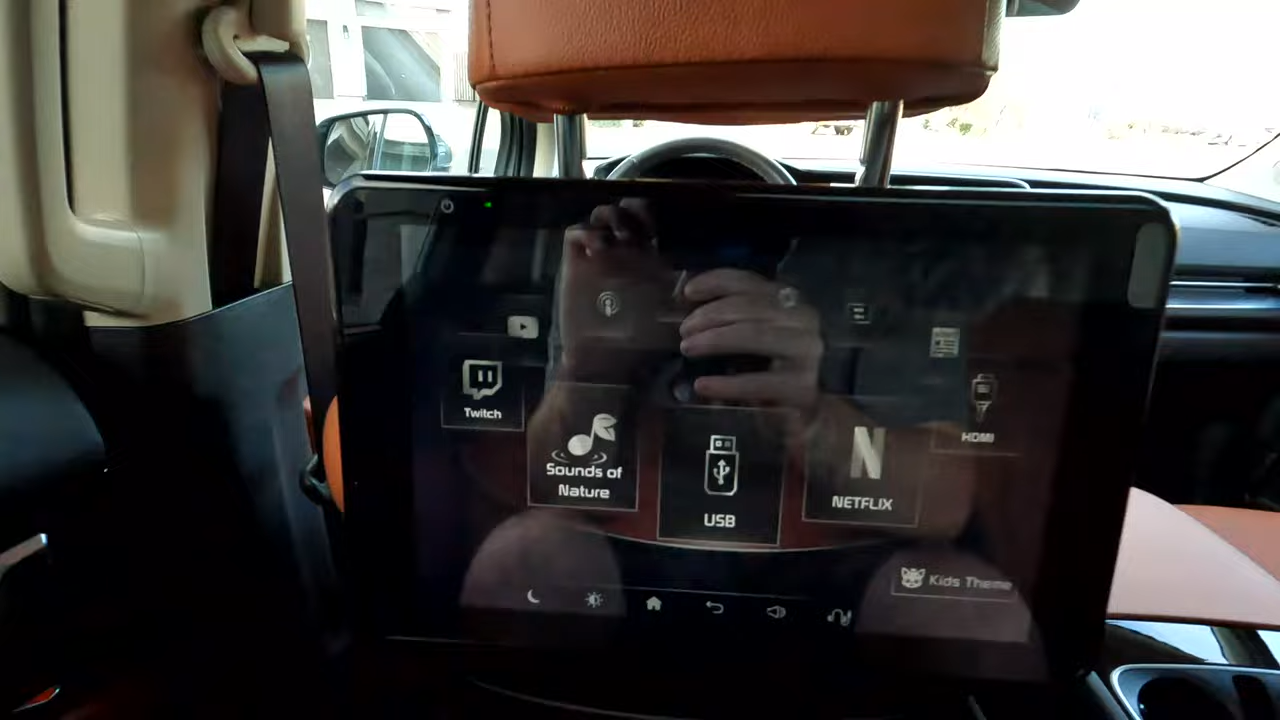 Twitch
Sounds of
Nature
USB
NETFLIX
HDMI
Kids Theme